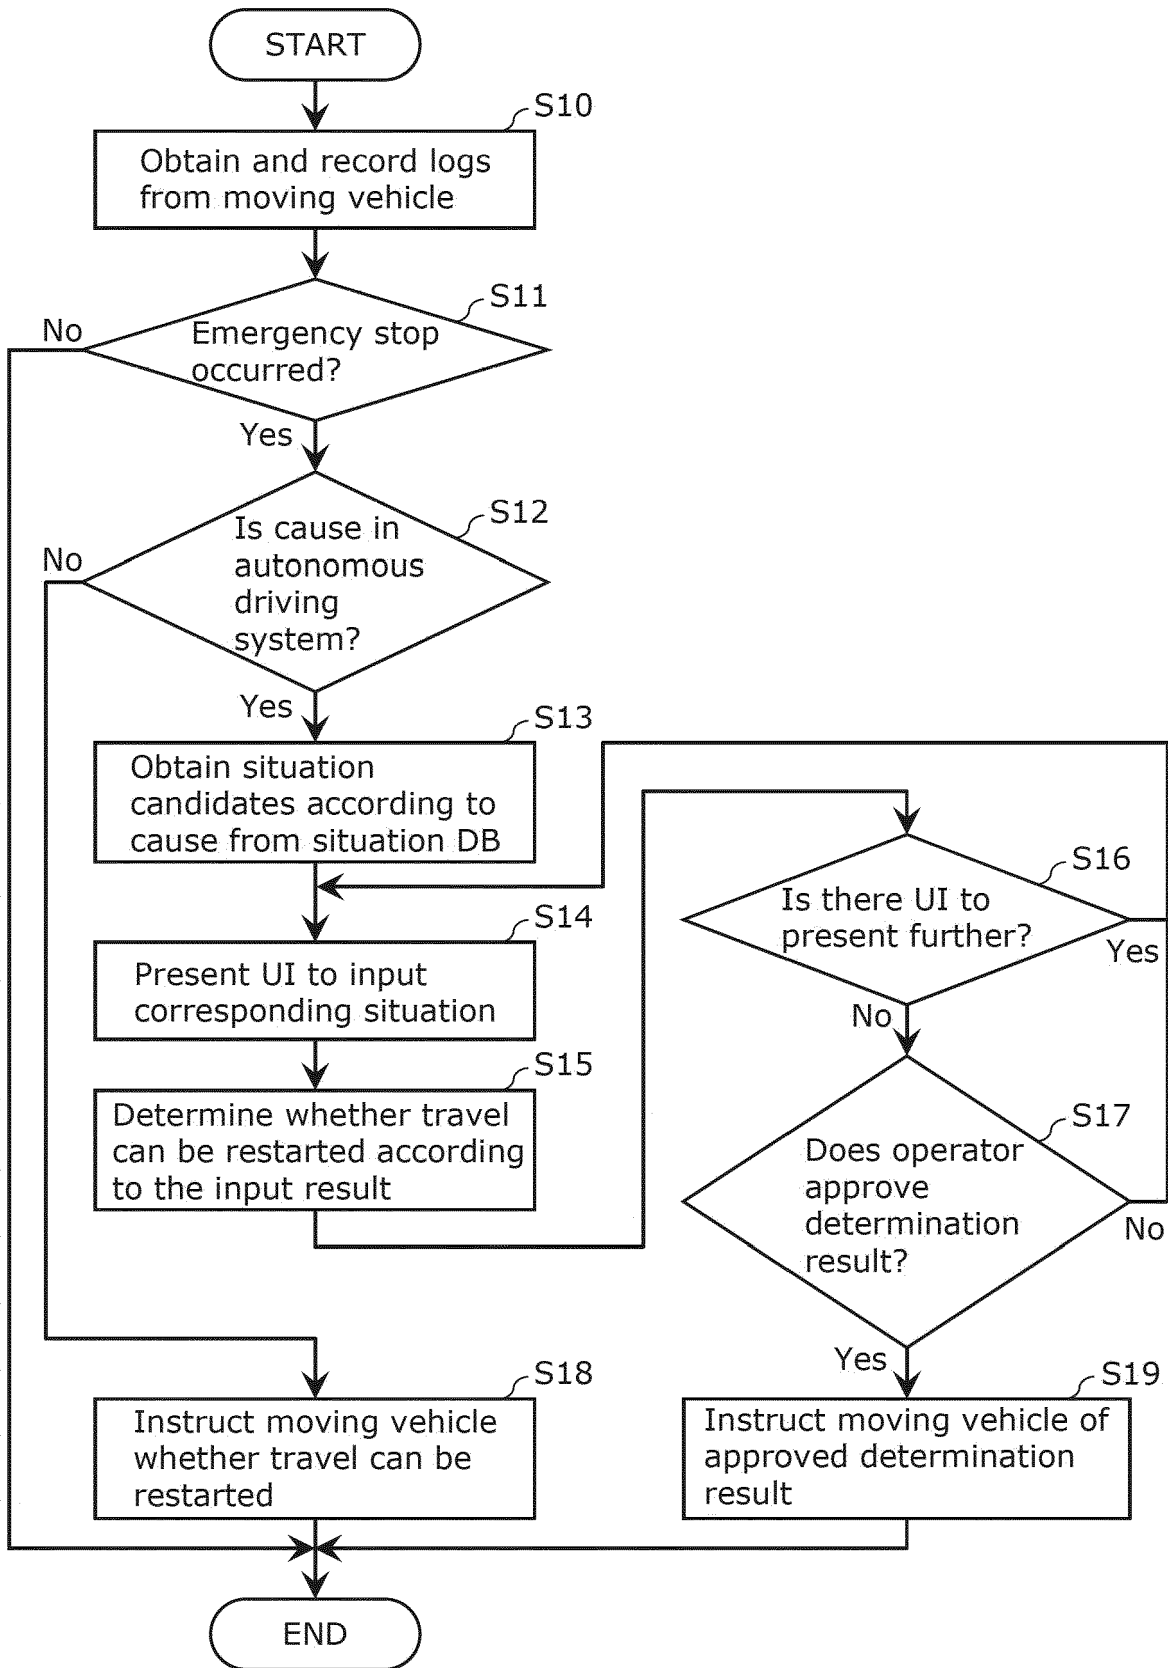 START
S10
Obtain and record logs
from moving vehicle
S11
No
Emergency stop
occurred?
Yes
S12
No
Is cause in
autonomous
driving
system?
Yes
S13
Obtain situation
candidates according to
cause from situation DB
S14
Present UI to input
corresponding situation
S15
Determine whether travel
can be restarted according
to the input result
S16
Is there UI to
present further?
Yes
No
S17
Does operator
approve
determination
result?
No
Yes
S18
Instruct moving vehicle
whether travel can be
restarted
S19
Instruct moving vehicle of
approved determination
result
END